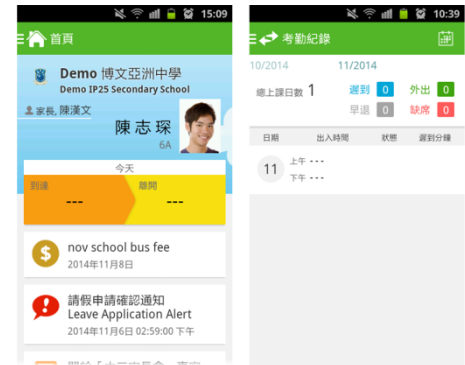 15:09
首頁
Demo 博文亞洲中學
Demo IP25 Secondary School
家長, 陳漢文
陳志琛
6A
今天
到達
離開
---
---
nov school bus fee
2014年11月8日
請假申請確認通知
Leave Application Alert
2014年11月6日 02:59:00 下午
10:39
考勤紀錄
10/2014
11/2014
總上課日數 1
遲到 0
外出 0
早退 0
缺席 0
日期
出入時間
狀態
遲到分鐘
11
上午 ---
下午 ---